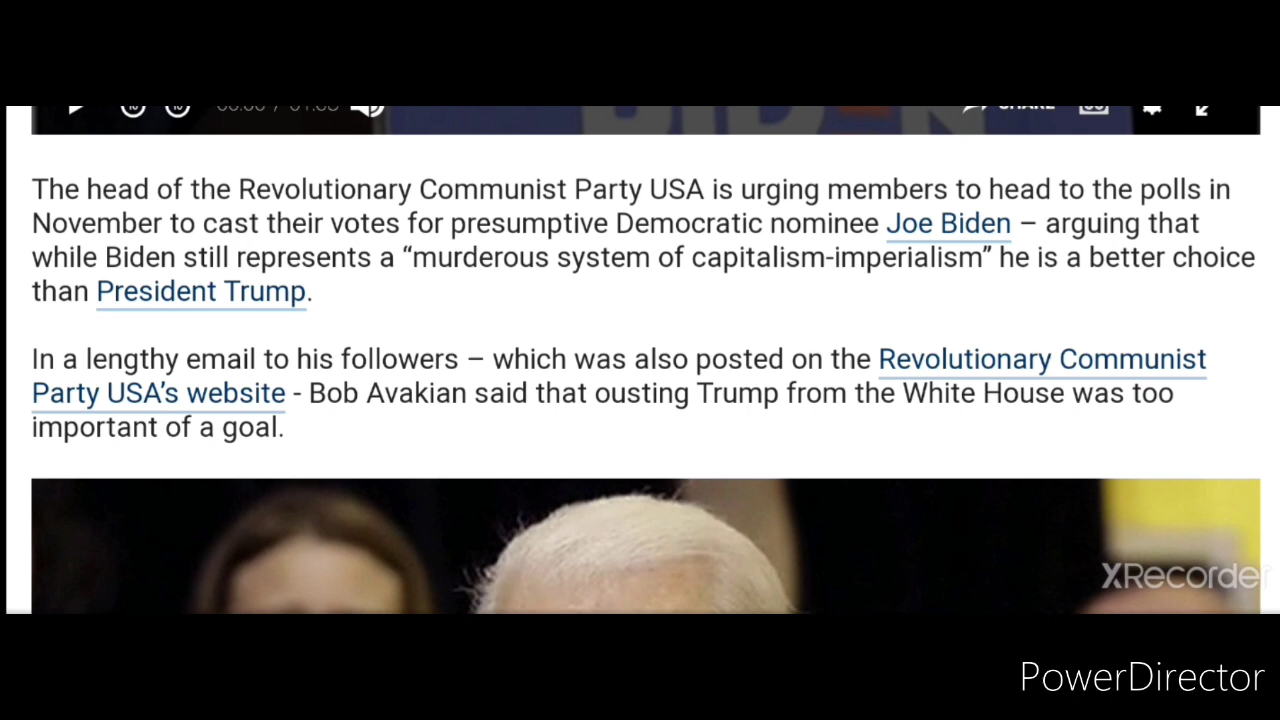 BIDEN
SHARE
The head of the Revolutionary Communist Party USA is urging members to head to the polls in
November to cast their votes for presumptive Democratic nominee Joe Biden – arguing that
while Biden still represents a “murderous system of capitalism-imperialism” he is a better choice
than President Trump.
In a lengthy email to his followers – which was also posted on the Revolutionary Communist
Party USA’s website - Bob Avakian said that ousting Trump from the White House was too
important of a goal.
XRecorder
PowerDirector